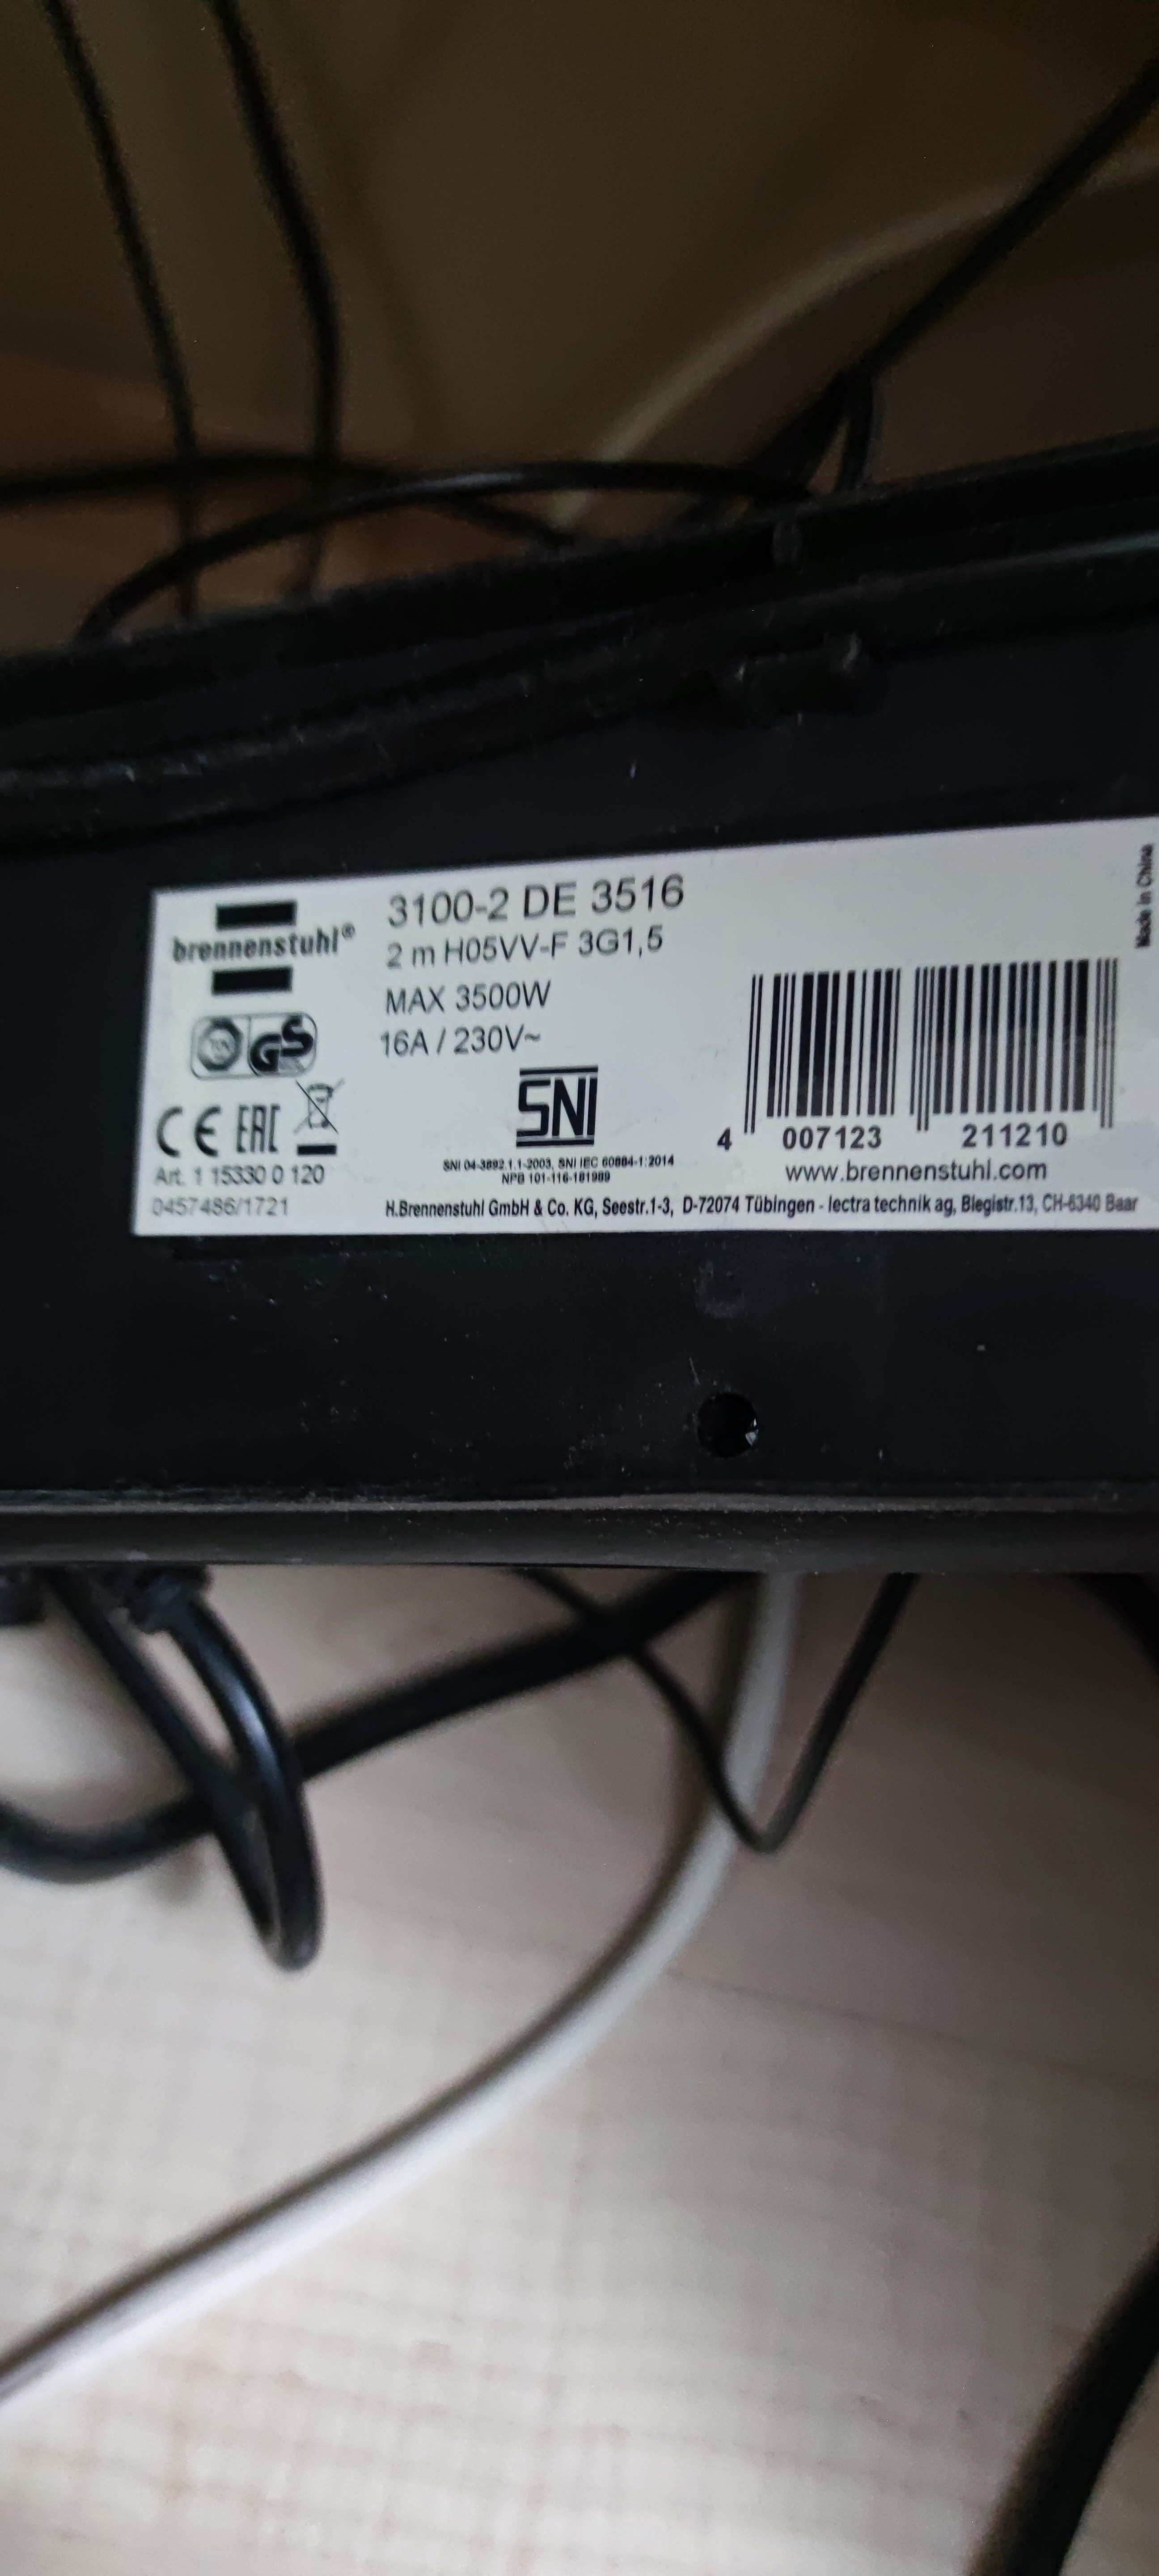 brennenstuhl®
3100-2 DE 3516
2 m H05VV-F 3G1,5
MAX 3500W
16A / 230V~
GS
CE EAC
Art. 1 15330 0 120
0457486/1721
SNI
SNI 04-3892.1.1-2003, SNI IEC 60884-1:2014
NPB 101-116-181989
4 007123 211210
www.brennenstuhl.com
H.Brennenstuhl GmbH & Co. KG, Seestr.1-3, D-72074 Tübingen - lectra technik ag, Blegistr.13, CH-6340 Baar
Made in China